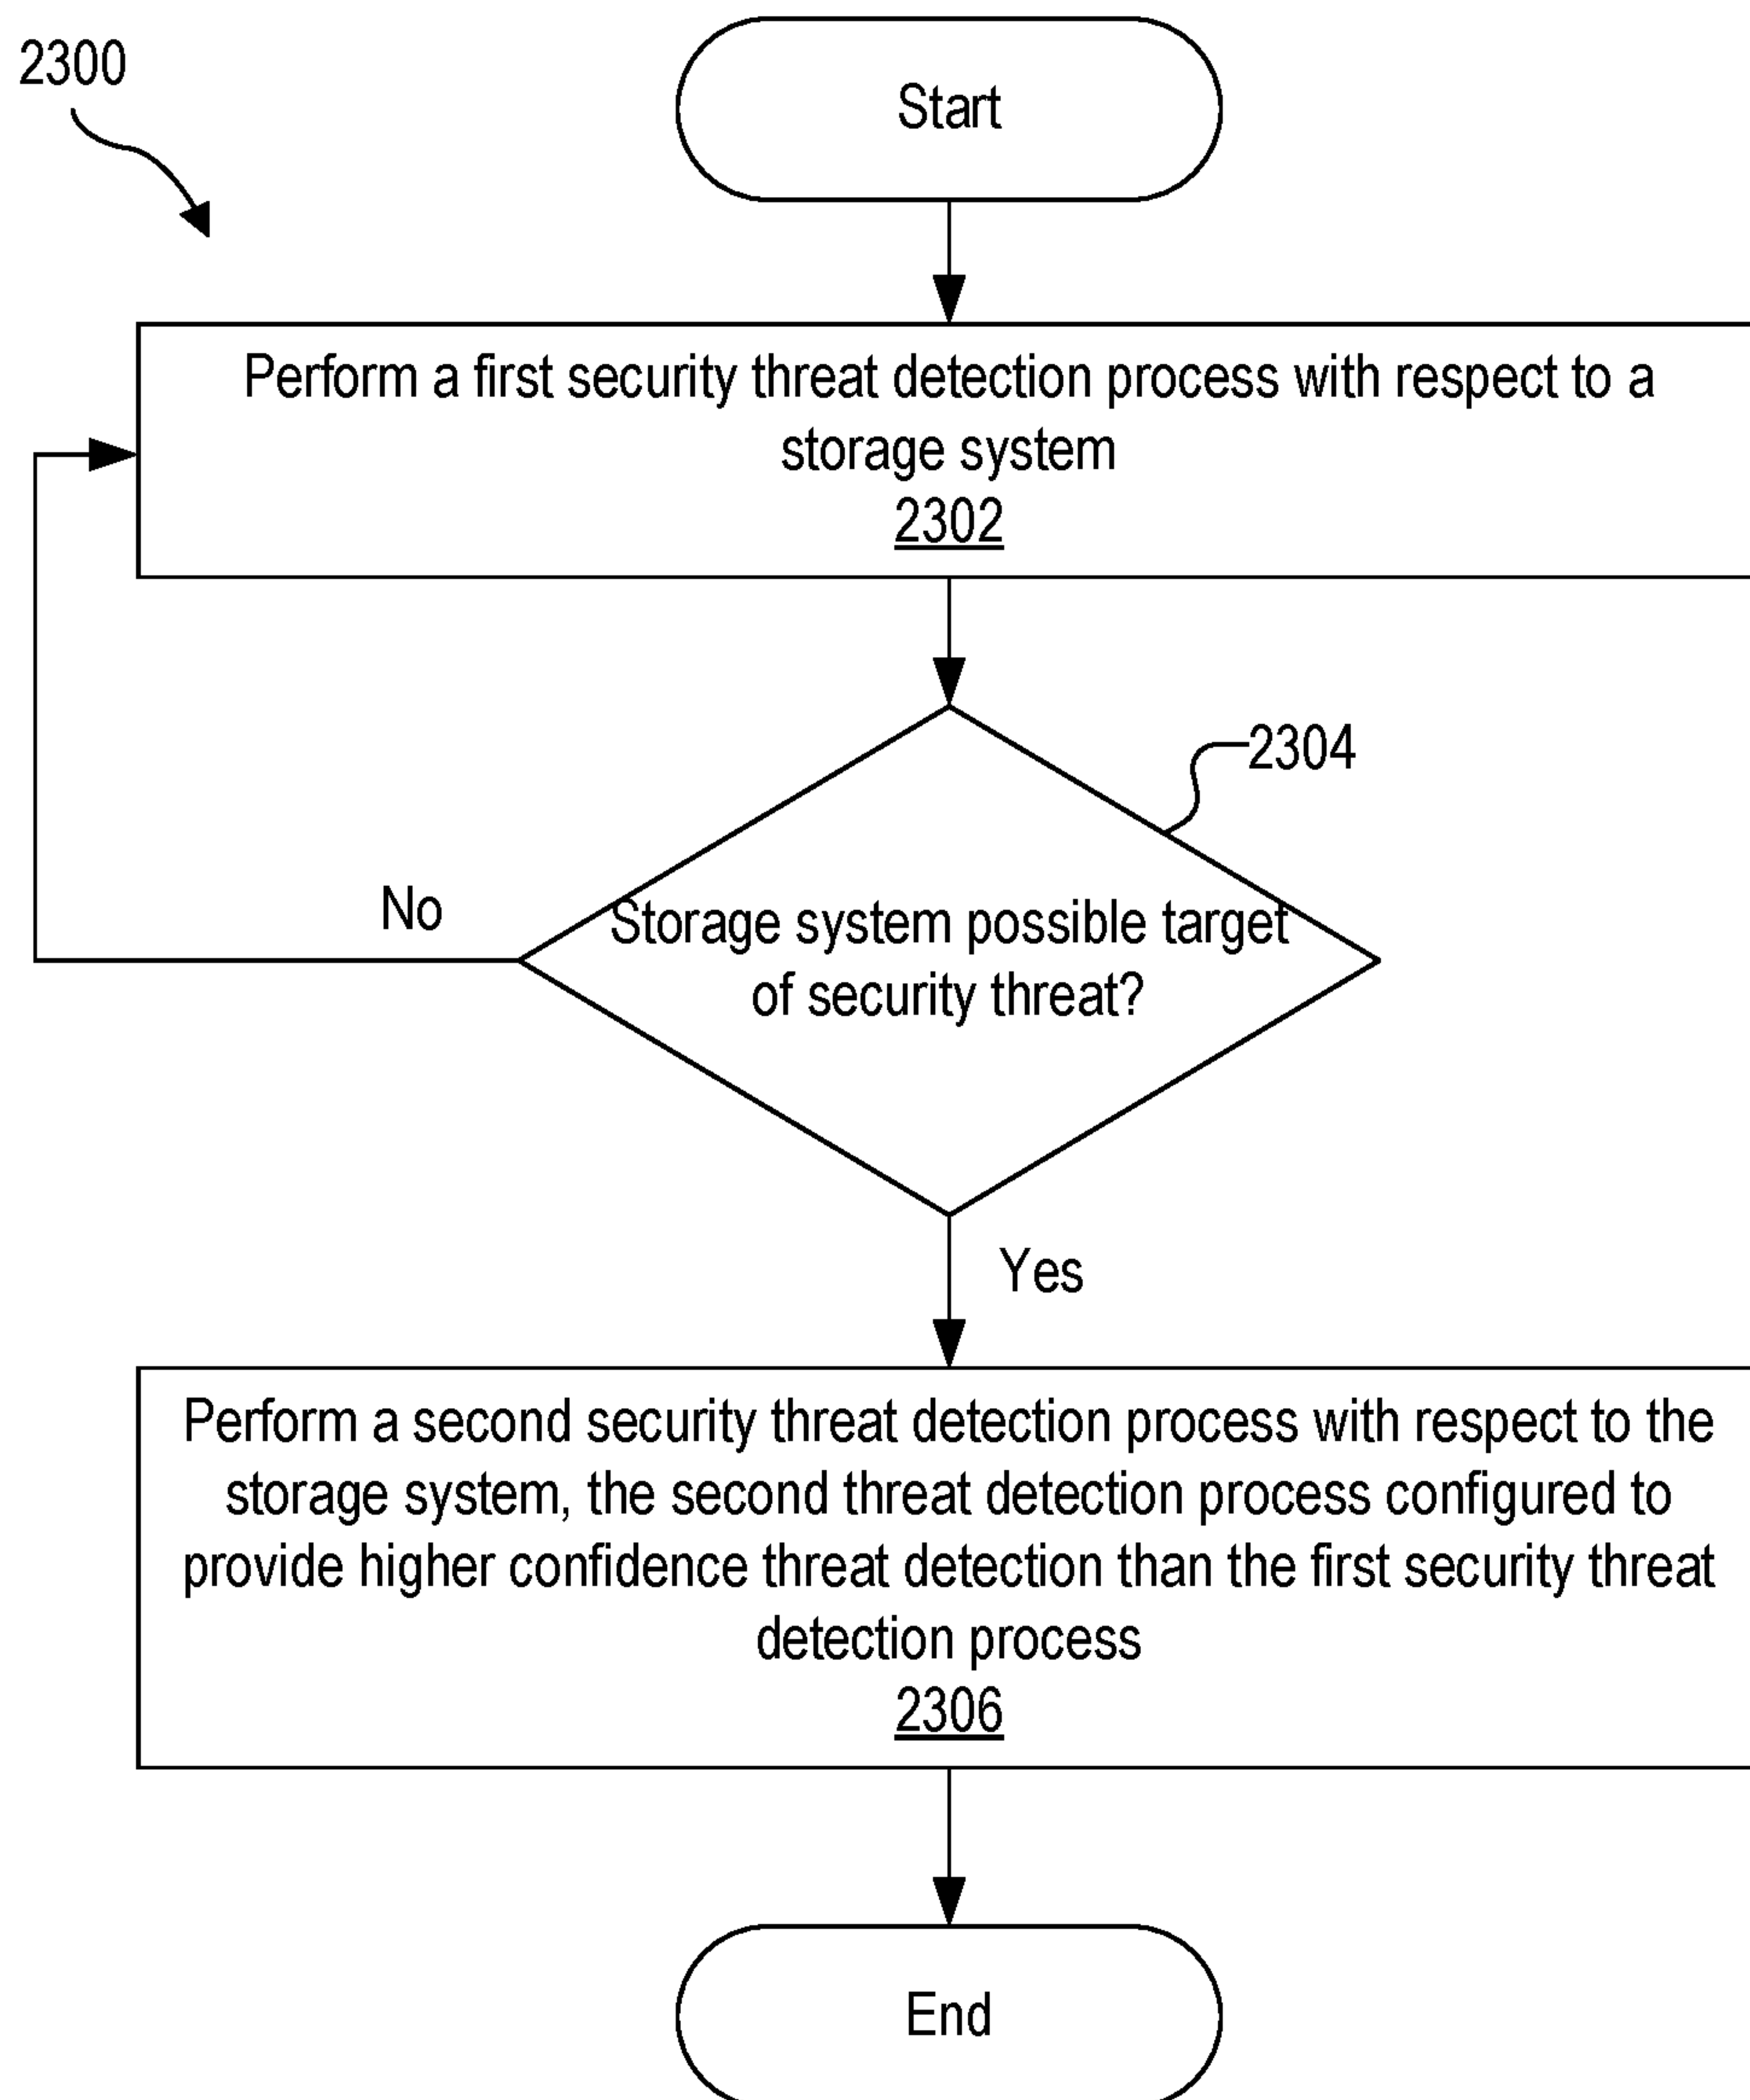 2300
Start
Perform a first security threat detection process with respect to a
storage system
2302
2304
No
Storage system possible target
of security threat?
Yes
Perform a second security threat detection process with respect to the
storage system, the second threat detection process configured to
provide higher confidence threat detection than the first security threat
detection process
2306
End